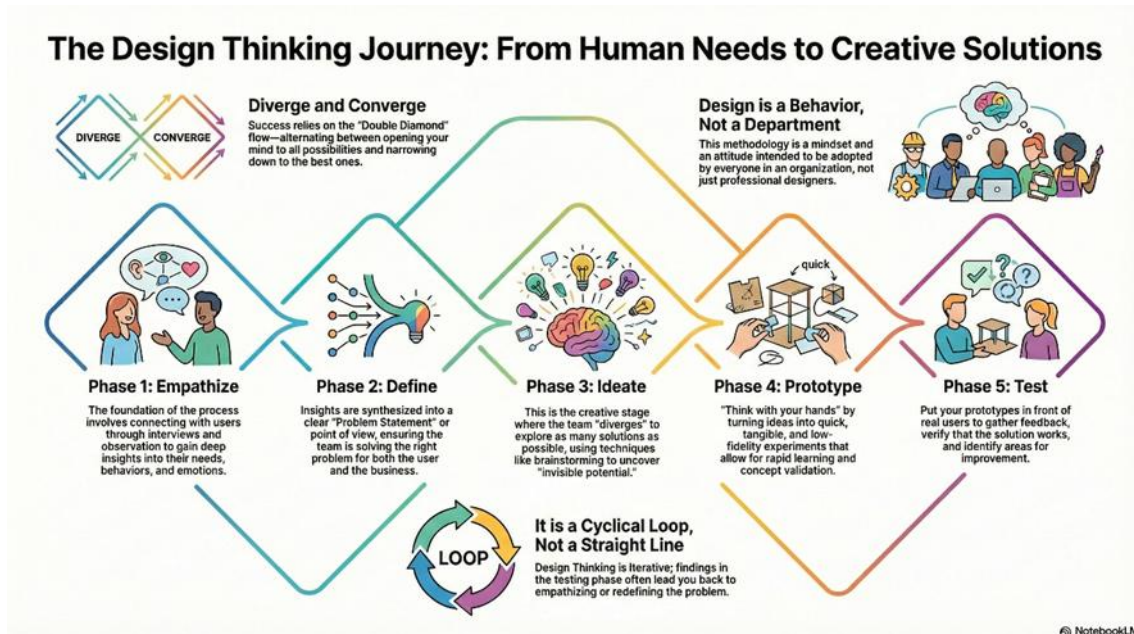 The Design Thinking Journey: From Human Needs to Creative Solutions
DIVERGE
CONVERGE
Diverge and Converge
Success relies on the "Double Diamond"
flow—alternating between opening your
mind to all possibilities and narrowing
down to the best ones.
Design is a Behavior,
Not a Department
This methodology is a mindset and
an attitude intended to be adopted
by everyone in an organization, not
just professional designers.
Phase 1: Empathize
The foundation of the process
involves connecting with users
through interviews and
observation to gain deep
insights into their needs,
behaviors, and emotions.
Phase 2: Define
Insights are synthesized into a
clear "Problem Statement" or
point of view, ensuring the
team is solving the right
problem for both the user
and the business.
Phase 3: Ideate
This is the creative stage
where the team "diverges" to
explore as many solutions as
possible, using techniques
like brainstorming to uncover
"invisible potential."
quick
Phase 4: Prototype
"Think with your hands" by
turning ideas into quick,
tangible, and low-
fidelity experiments that
allow for rapid learning and
concept validation.
Phase 5: Test
Put your prototypes in front of
real users to gather feedback,
verify that the solution works,
and identify areas for
improvement.
LOOP
It is a Cyclical Loop,
Not a Straight Line
Design Thinking is Iterative; findings in
the testing phase often lead you back to
empathizing or redefining the problem.
NotebookLM